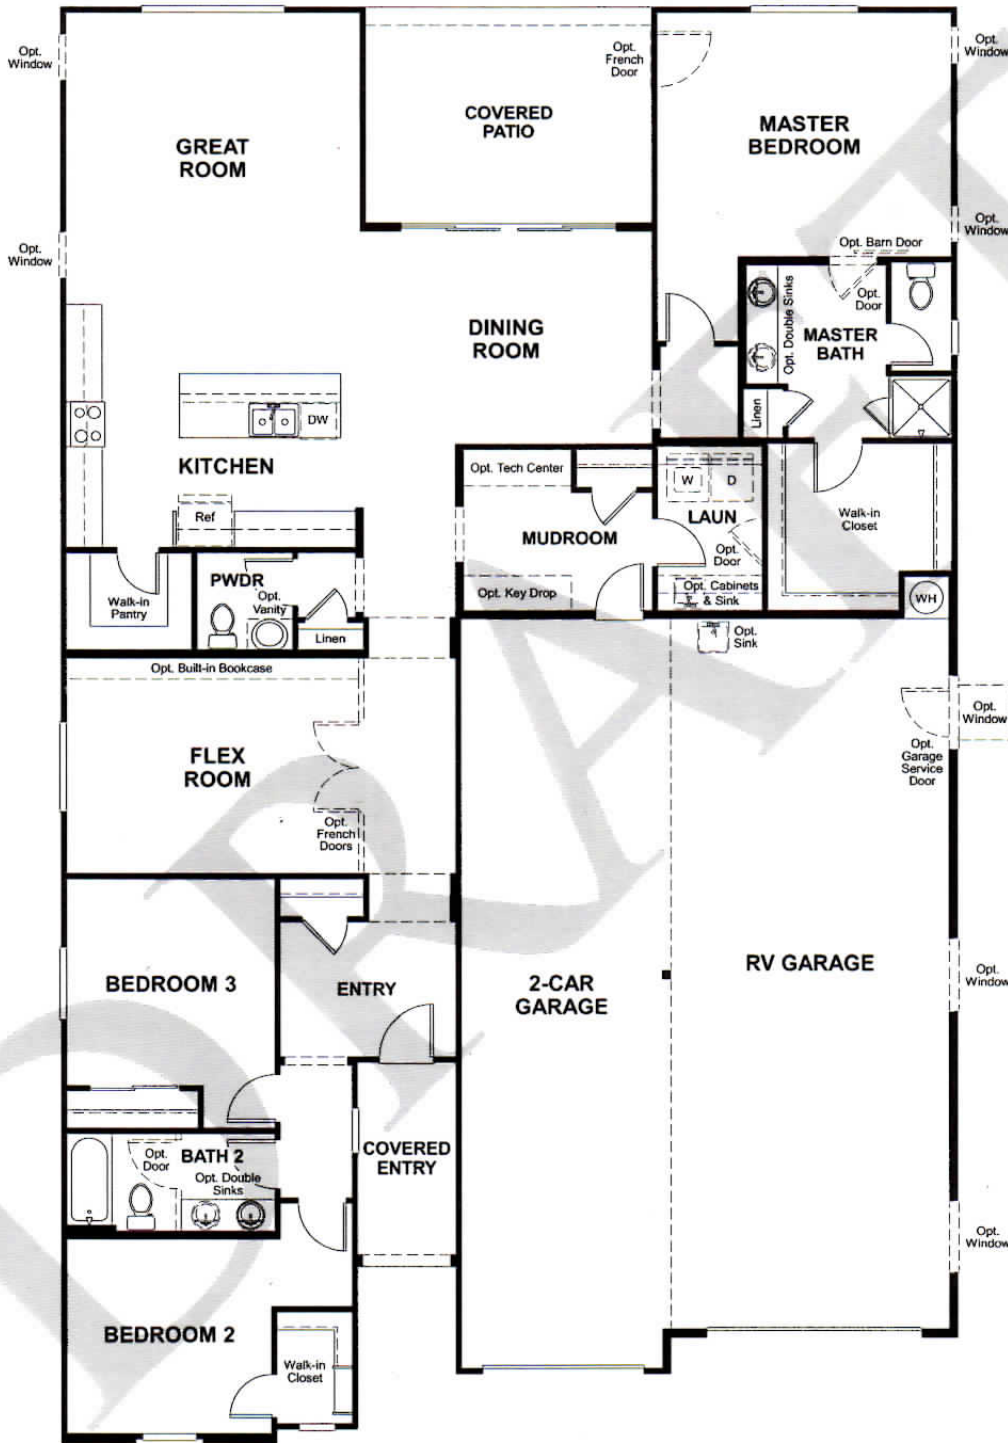 Opt.
Window
GREAT
ROOM
COVERED
PATIO
Opt.
French
Door
MASTER
BEDROOM
Opt.
Window
Opt.
Window
Opt.
Window
Opt. Barn Door
Opt. Double Sinks
Opt.
Door
MASTER
BATH
Linen
DINING
ROOM
DW
KITCHEN
Ref
Opt. Tech Center
MUDROOM
Opt. Key Drop
W
D
LAUN
Opt.
Door
Opt. Cabinets
& Sink
Walk-in
Closet
WH
Walk-in
Pantry
PWDR
Opt.
Vanity
Linen
Opt.
Sink
Opt. Built-in Bookcase
FLEX
ROOM
Opt.
French
Doors
Opt.
Window
Opt.
Garage
Service
Door
BEDROOM 3
ENTRY
2-CAR
GARAGE
RV GARAGE
Opt.
Window
COVERED
ENTRY
Opt.
Door
BATH 2
Opt. Double
Sinks
Opt.
Window
BEDROOM 2
Walk-in
Closet
DRAFT